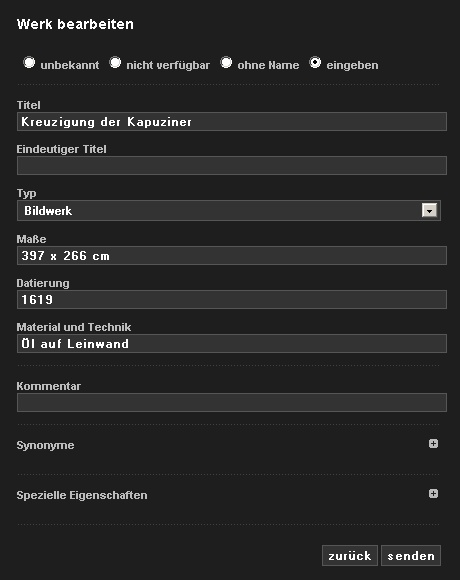 Werk bearbeiten
unbekannt nicht verfügbar ohne Name eingeben
Titel
Kreuzigung der Kapuziner
Eindeutiger Titel
Typ
Bildwerk
Maße
397 x 266 cm
Datierung
1619
Material und Technik
Öl auf Leinwand
Kommentar
Synonyme
Spezielle Eigenschaften
zurück senden